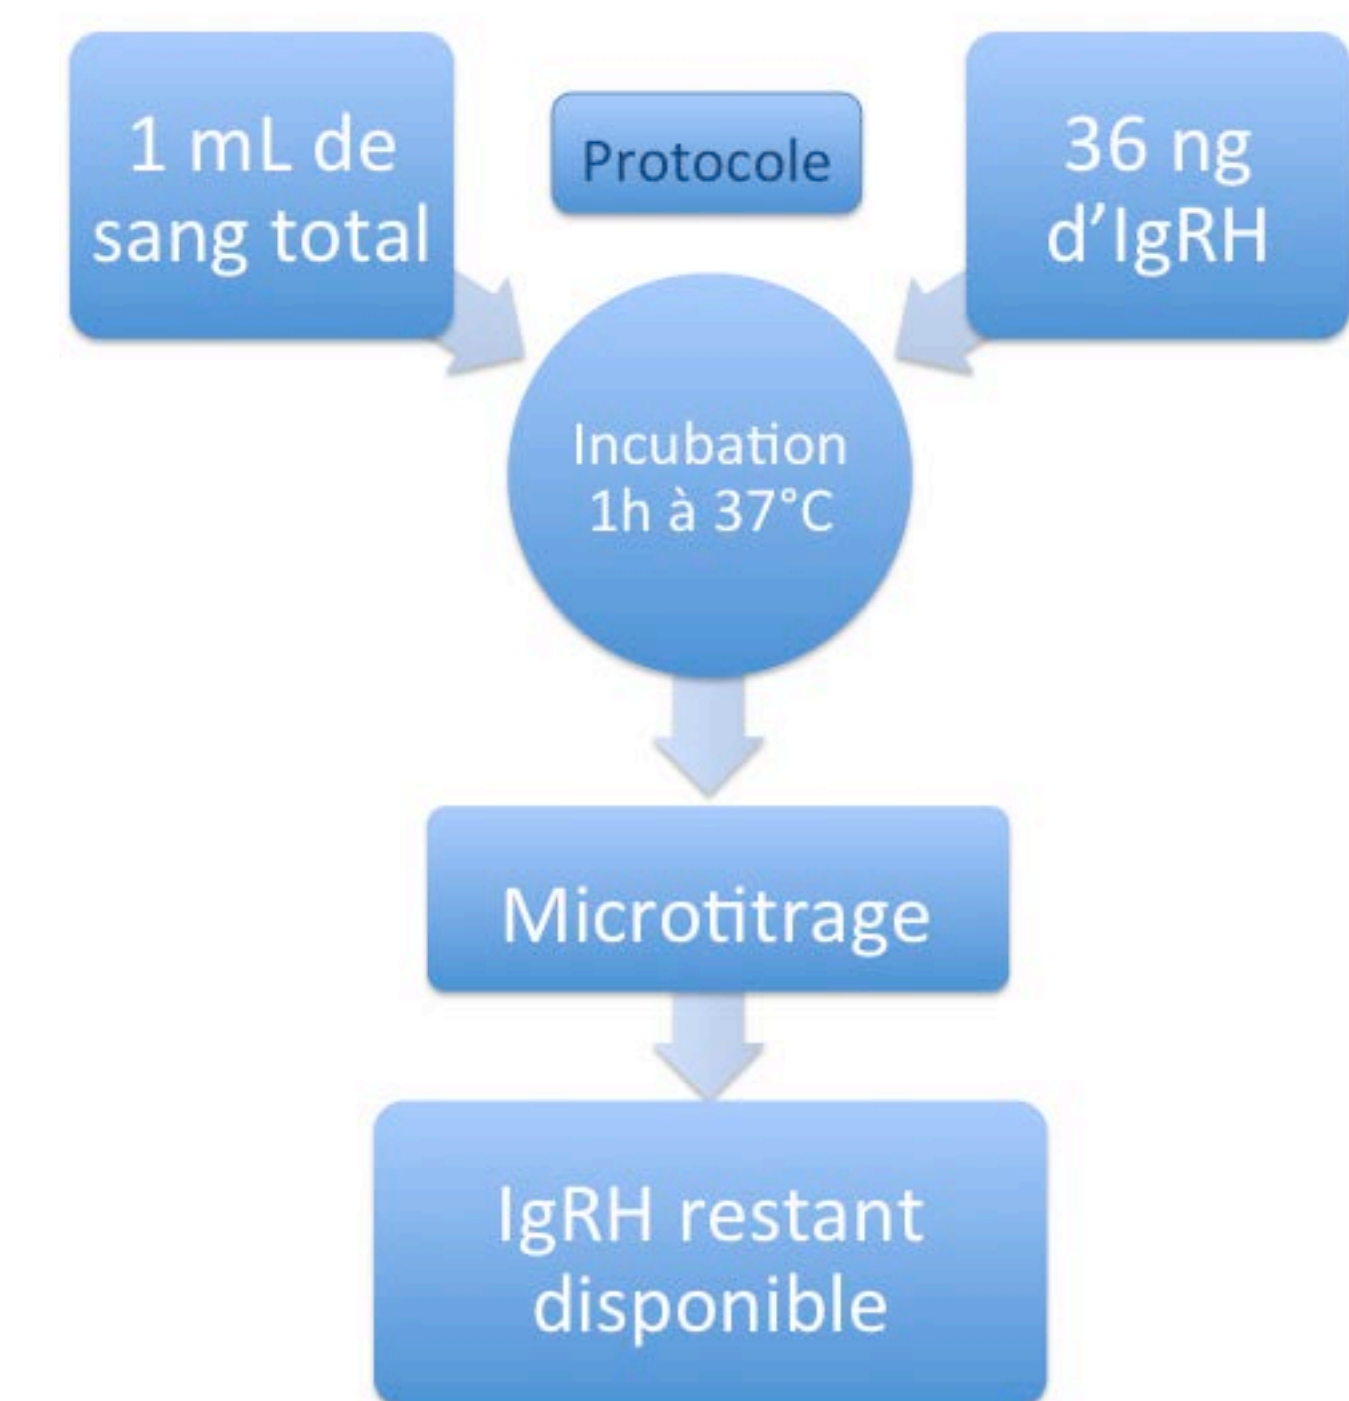 1 mL de
sang total
Protocole
36 ng
d’IgRH
Incubation
1h à 37°C
Microtitrage
IgRH restant
disponible